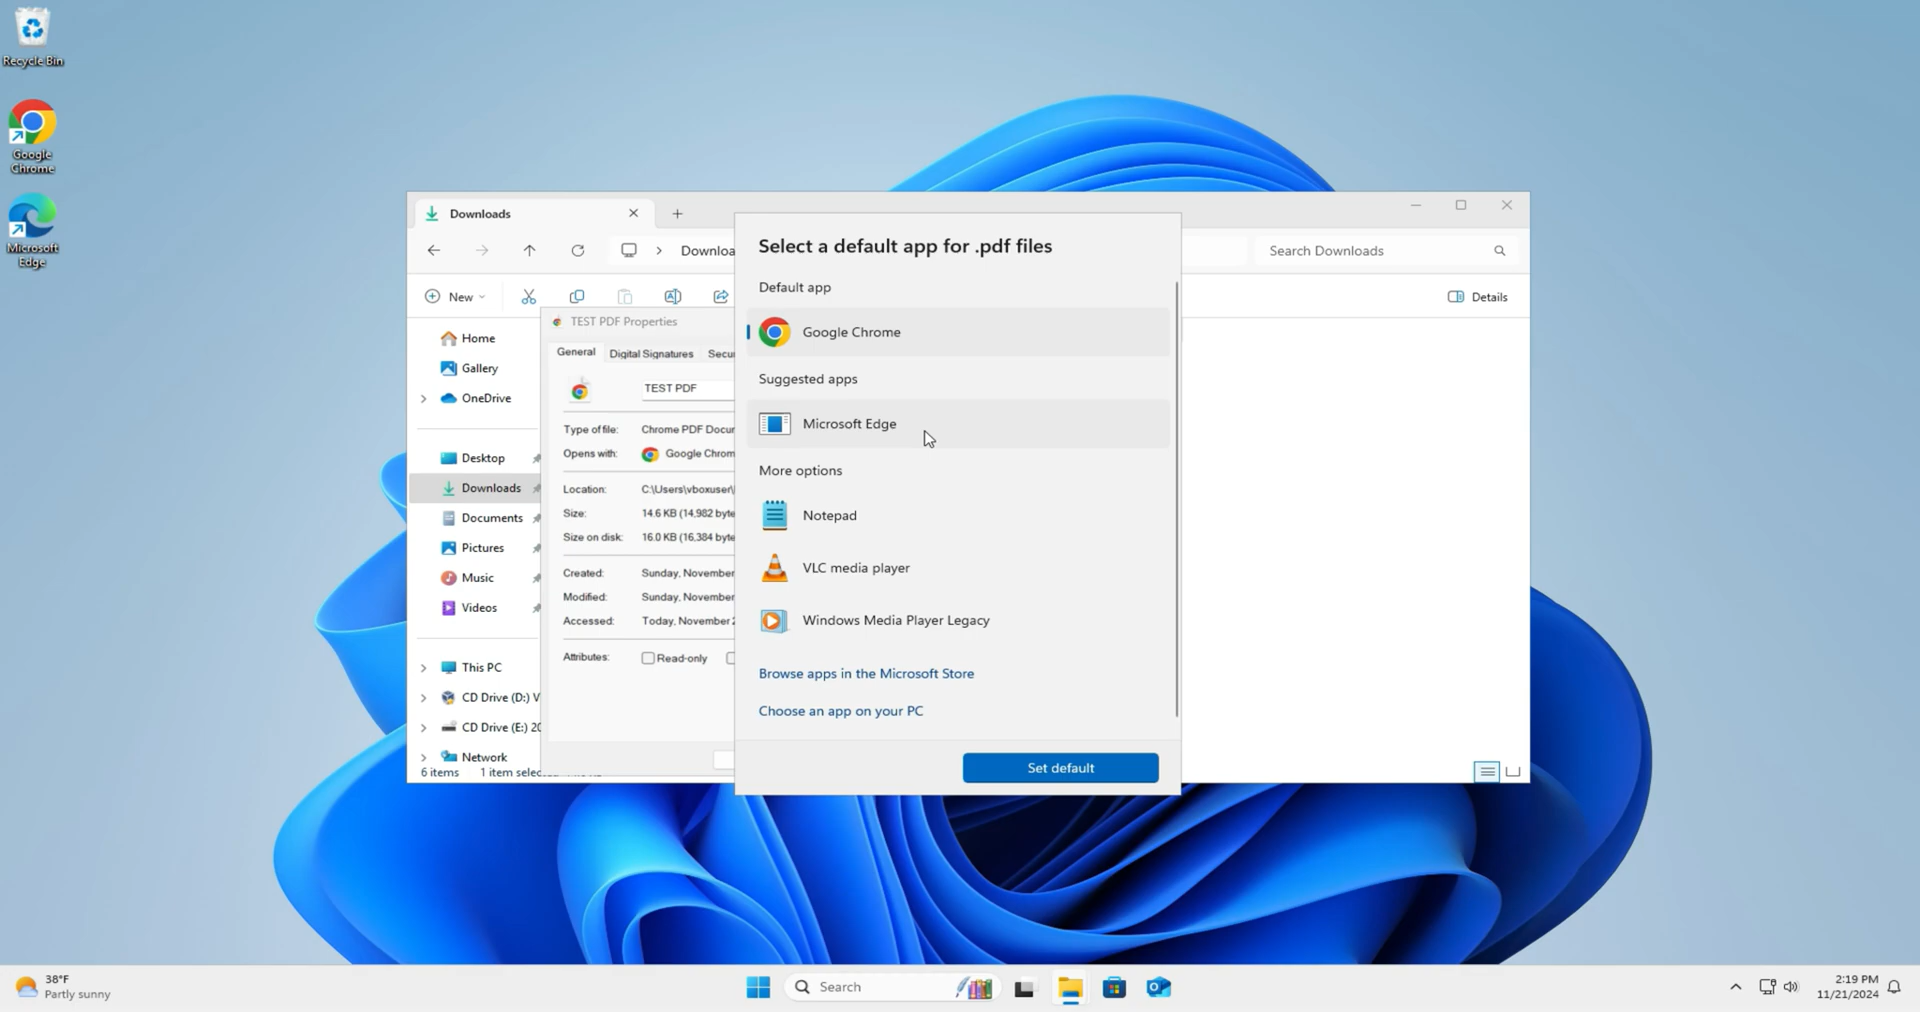 Recycle Bin
Google
Chrome
Microsoft
Edge
Downloads
Search Downloads
New
Details
Home
Gallery
OneDrive
Desktop
Downloads
Documents
Pictures
Music
Videos
This PC
CD Drive (D:) V
CD Drive (E:) 20
Network
6 items
1 item selec
TEST PDF Properties
General
Digital Signatures
Secu
TEST PDF
Type of file:
Chrome PDF Docu
Opens with:
Google Chrom
Location:
C:\Users\vboxuser\
Size:
14.6 KB (14,982 byte
Size on disk:
16.0 KB (16,384 byte
Created:
Sunday, November
Modified:
Sunday, November
Accessed:
Today, November 2
Attributes:
Read-only
Select a default app for .pdf files
Default app
Google Chrome
Suggested apps
Microsoft Edge
More options
Notepad
VLC media player
Windows Media Player Legacy
Browse apps in the Microsoft Store
Choose an app on your PC
Set default
38°F
Partly sunny
Search
2:19 PM
11/21/2024